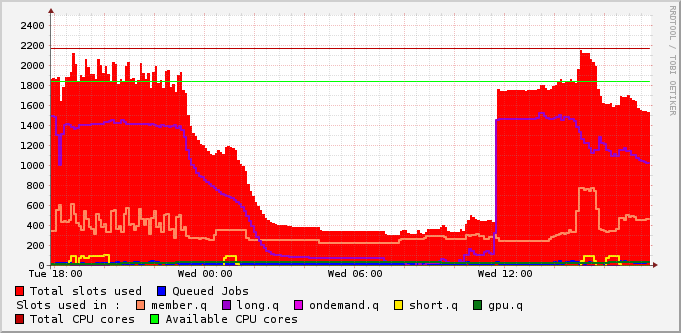 2400
2200
2000
1800
1600
1400
1200
1000
800
600
400
200
0
Tue 18:00 Wed 00:00 Wed 06:00 Wed 12:00
Total slots used Queued Jobs
Slots used in : member.q long.q ondemand.q short.q gpu.q
Total CPU cores Available CPU cores
RRDTOOL / TOBI OETIKER